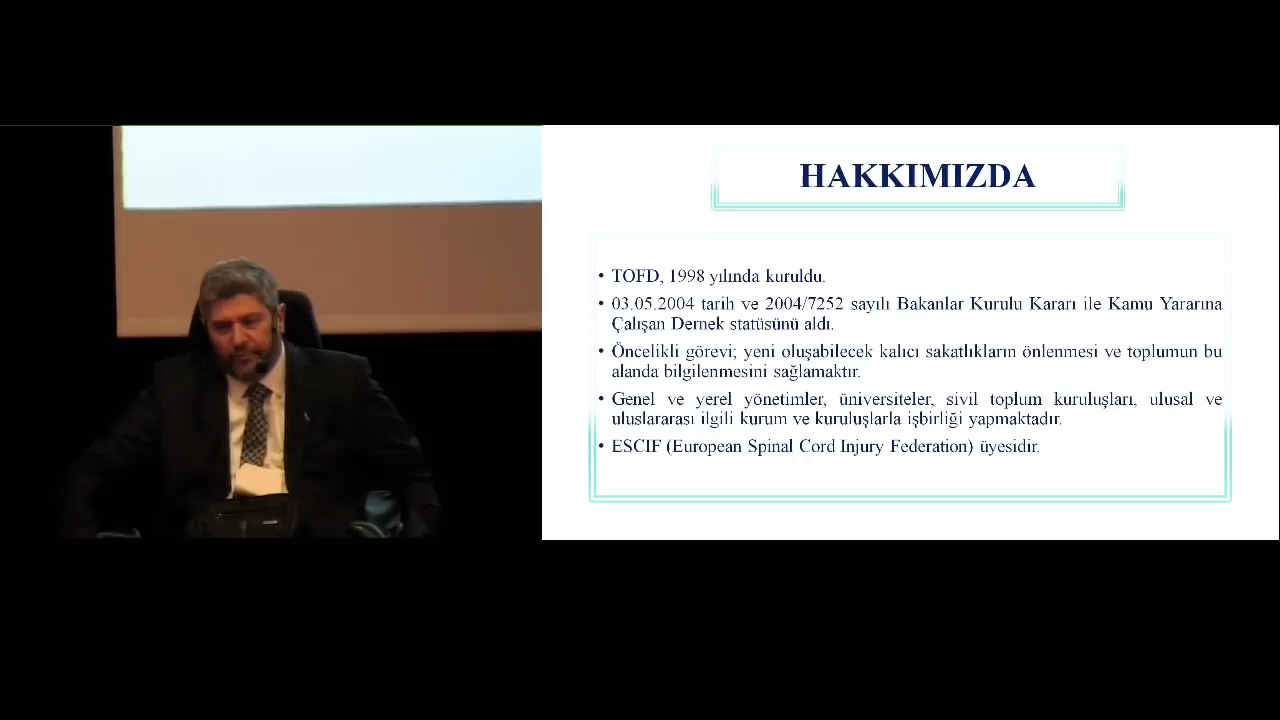 HAKKIMIZDA
• TOFD, 1998 yılında kuruldu.
• 03.05.2004 tarih ve 2004/7252 sayılı Bakanlar Kurulu Kararı ile Kamu Yararına
Çalışan Dernek statüsünü aldı.
• Öncelikli görevi; yeni oluşabilecek kalıcı sakatlıkların önlenmesi ve toplumun bu
alanda bilgilenmesini sağlamaktır.
• Genel ve yerel yönetimler, üniversiteler, sivil toplum kuruluşları, ulusal ve
uluslararası ilgili kurum ve kuruluşlarla işbirliği yapmaktadır.
• ESCIF (European Spinal Cord Injury Federation) üyesidir.